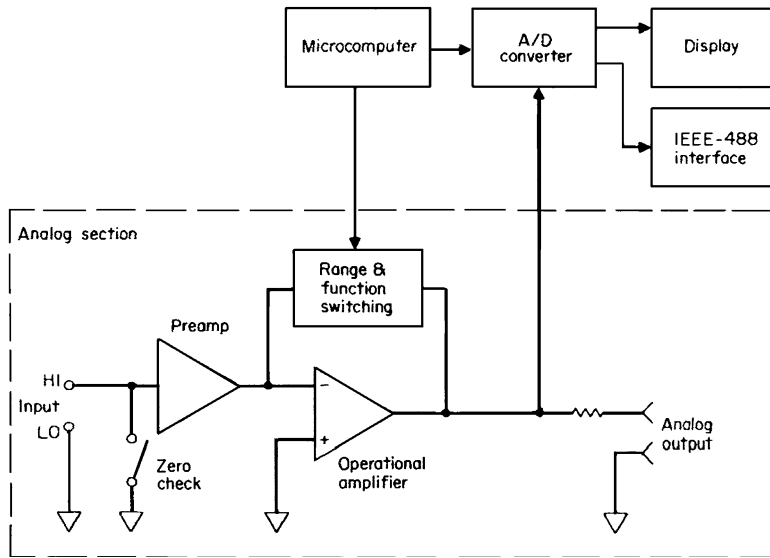 Microcomputer
A/D
converter
Display
IEEE-488
interface
Analog section
Range &
function
switching
Preamp
HI
Input
LO
Zero
check
-
+
Operational
amplifier
Analog
output